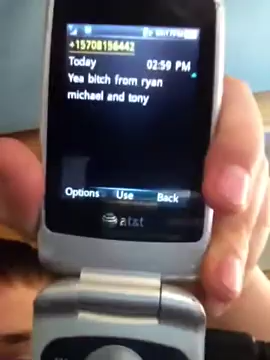 +15708156442
Today 02:59 PM
Yea bitch from ryan
michael and tony
Options Use Back
at&t